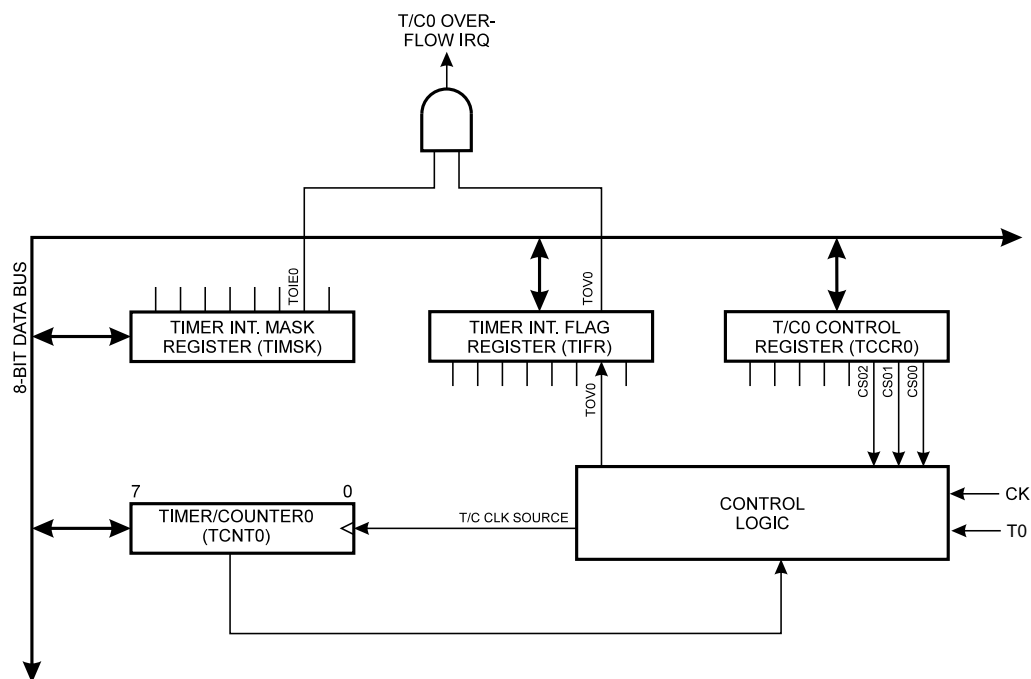 T/C0 OVER-
FLOW IRQ
8-BIT DATA BUS
TOIE0
TOV0
TIMER INT. MASK
REGISTER (TIMSK)
TIMER INT. FLAG
REGISTER (TIFR)
T/C0 CONTROL
REGISTER (TCCR0)
TOV0
CS02
CS01
CS00
7
0
TIMER/COUNTER0
(TCNT0)
T/C CLK SOURCE
CONTROL
LOGIC
CK
T0